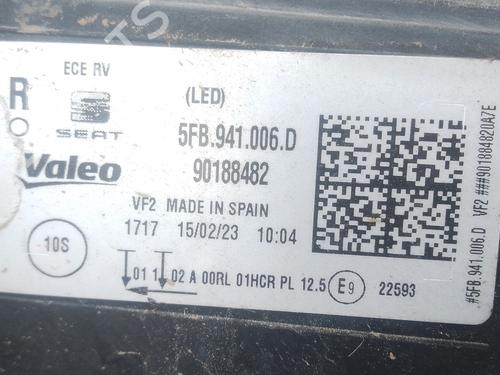 ECE RV
R
(LED)
SEAT
5FB.941.006.D
Valeo
90188482
VF2 MADE IN SPAIN
1717 15/02/23 10:04
10S
01 1 02 A 00RL 01HCR PL 12.5 E9 22593
#5FB.941.006.D VF2 ###901884820A7E